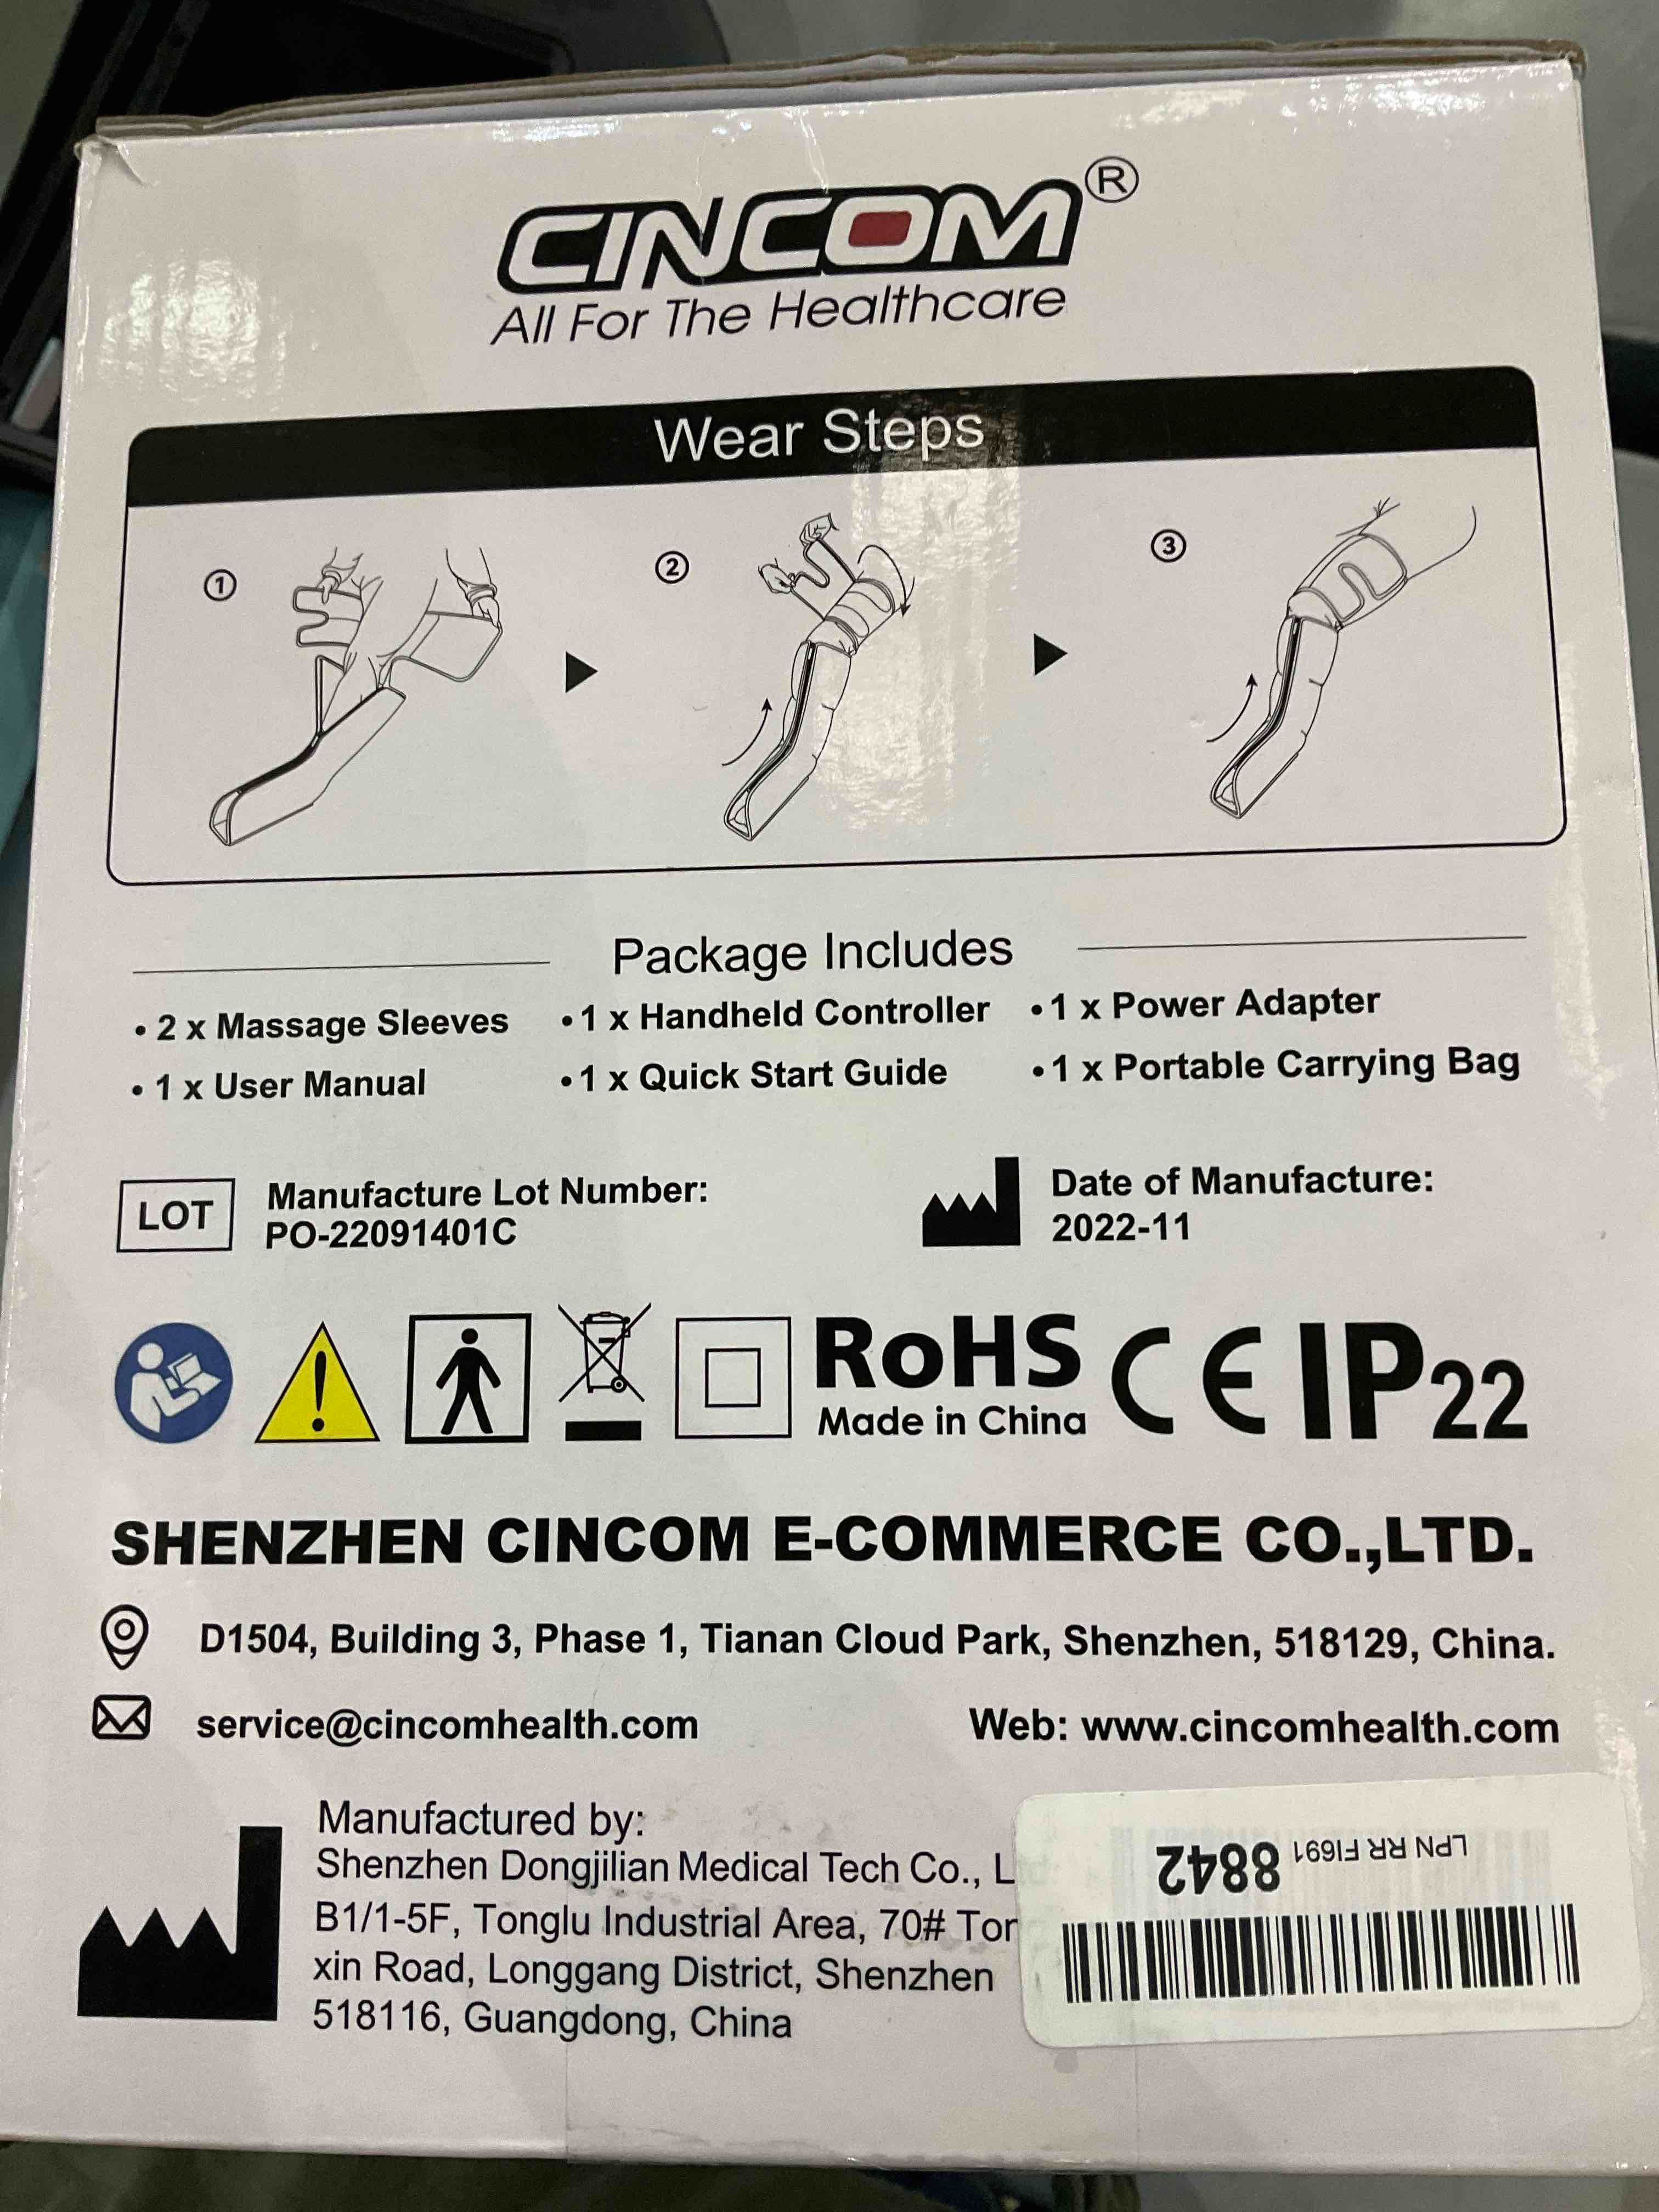 CINCOM®
All For The Healthcare
Wear Steps
① ② ③
Package Includes
• 2 x Massage Sleeves • 1 x Handheld Controller • 1 x Power Adapter
• 1 x User Manual • 1 x Quick Start Guide • 1 x Portable Carrying Bag
LOT Manufacture Lot Number:
PO-22091401C
Date of Manufacture:
2022-11
RoHS CE IP22
Made in China
SHENZHEN CINCOM E-COMMERCE CO.,LTD.
D1504, Building 3, Phase 1, Tianan Cloud Park, Shenzhen, 518129, China.
service@cincomhealth.com Web: www.cincomhealth.com
Manufactured by:
Shenzhen Dongjilian Medical Tech Co., L
B1/1-5F, Tonglu Industrial Area, 70# Tor
xin Road, Longgang District, Shenzhen
518116, Guangdong, China
LPN RR FI691 8842